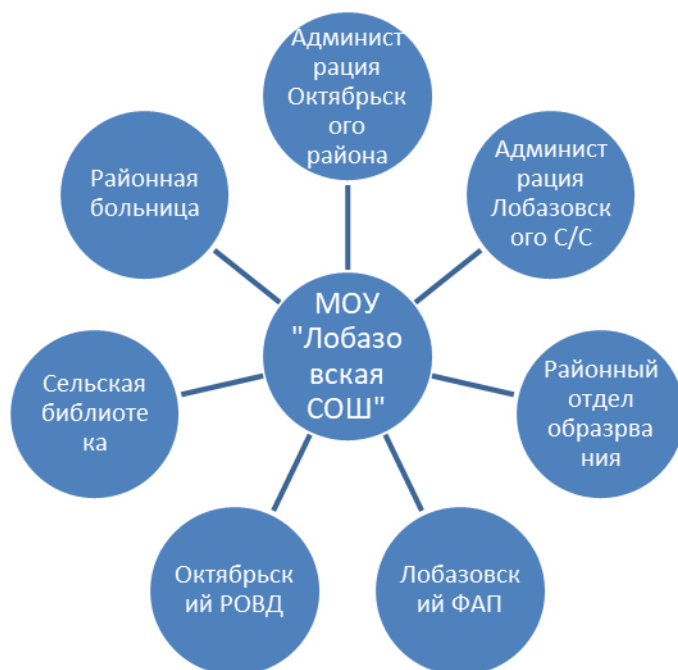 Админист
рация
Октябрьск
ого
района
Админист
рация
Лобазовск
ого С/С
Районный
отдел
образрва
ния
Лобазовск
ий ФАП
Октябрьск
ий РОВД
Сельская
библиоте
ка
Районная
больница
МОУ
"Лобазо
вская
СОШ"